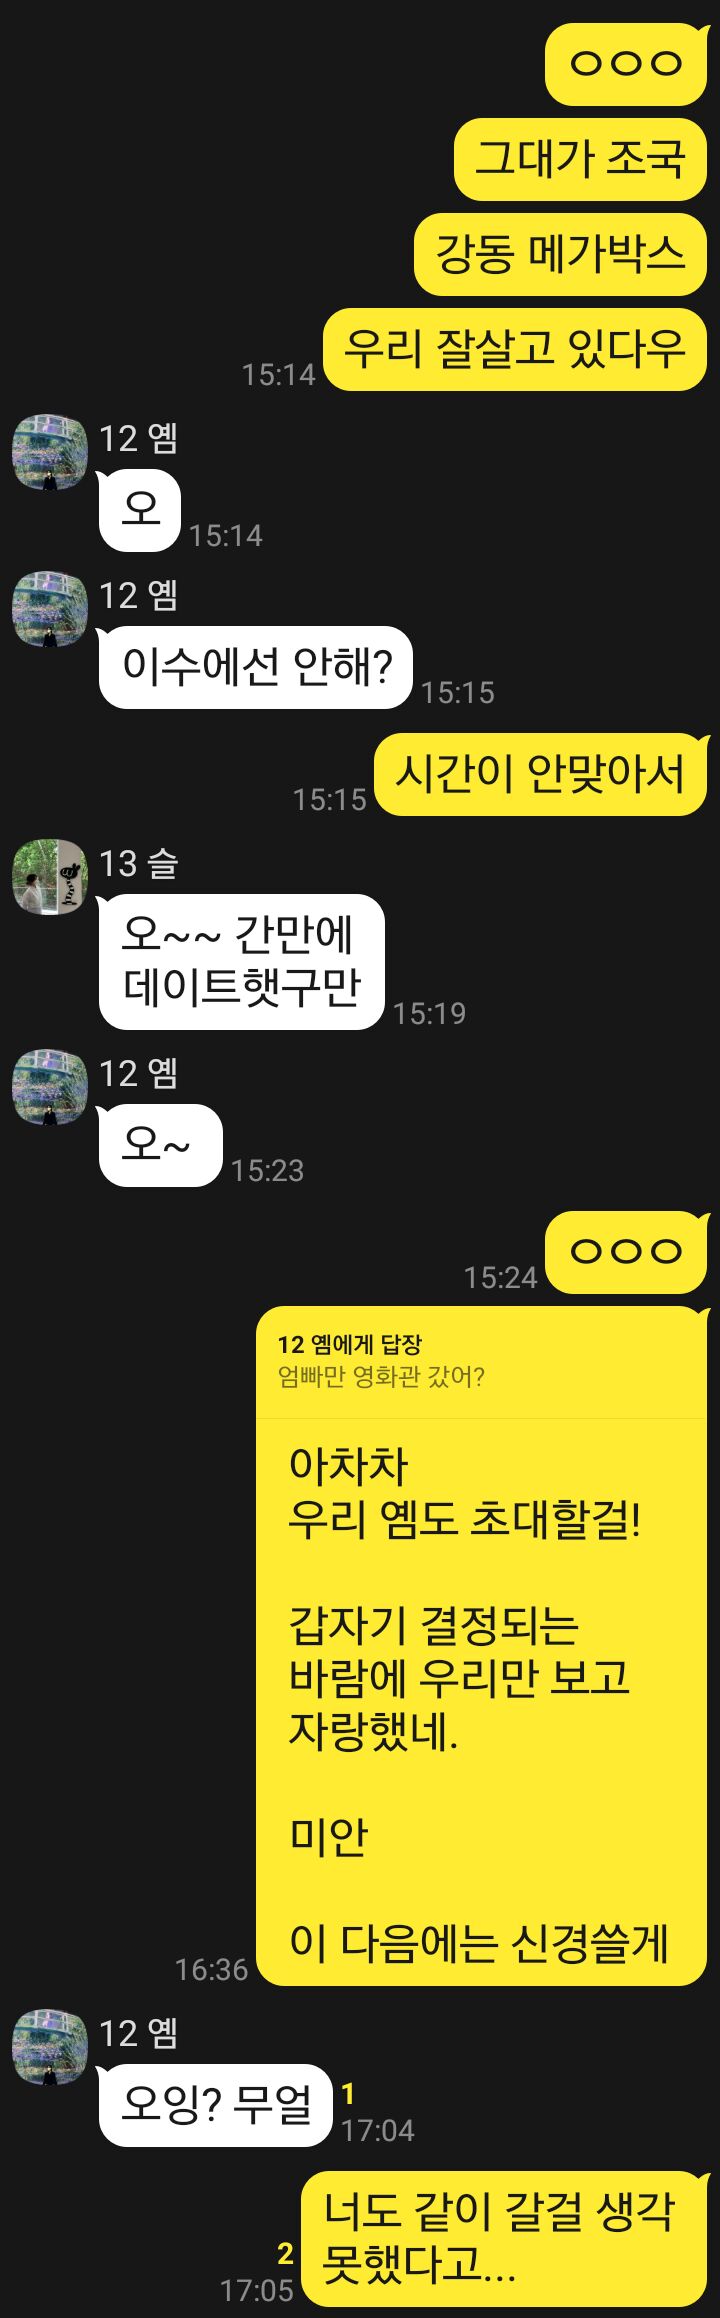 ㅇㅇㅇ
그대가 조국
강동 메가박스
우리 잘살고 있다우
15:14
12 옘
오
15:14
12 옘
이수에선 안해?
15:15
시간이 안맞아서
15:15
13 슬
오~~ 간만에
데이트햇구만
15:19
12 옘
오~
15:23
ㅇㅇㅇ
15:24
12 옘에게 답장
엄빠만 영화관 갔어?
아차차
우리 옘도 초대할걸!
갑자기 결정되는
바람에 우리만 보고
자랑했네.
미안
이 다음에는 신경쓸게
16:36
12 옘
오잉? 무얼
1
17:04
너도 같이 갈걸 생각
못했다고...
2
17:05